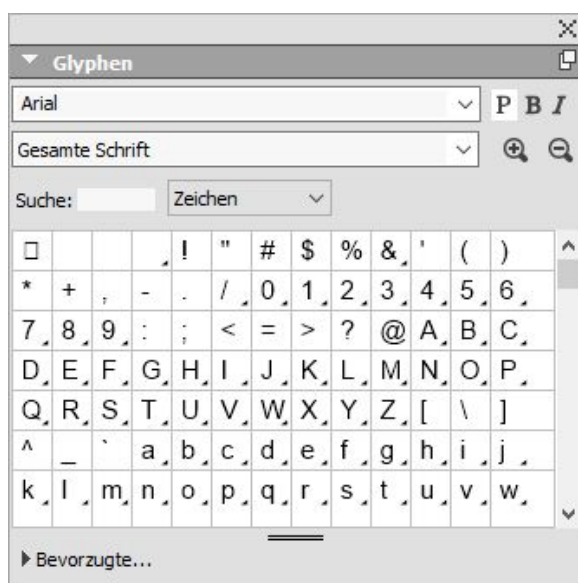 Glyphen
Arial P B I
Gesamte Schrift
Suche: Zeichen
! " # $ % & ' ( )
* + , - . / 0 1 2 3 4 5 6
7 8 9 : ; < = > ? @ A B C
D E F G H I J K L M N O P
Q R S T U V W X Y Z [ \ ]
^ _ ` a b c d e f g h i j
k l m n o p q r s t u v w
Bevorzugte...